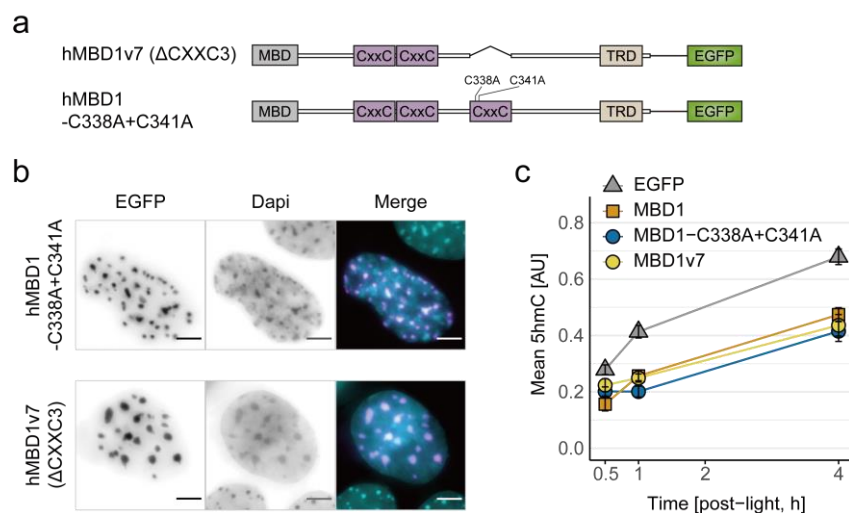 a
hMBD1v7 (ΔCXXC3)
MBD
CxxC
CxxC
TRD
EGFP
C338A
C341A
hMBD1
-C338A+C341A
MBD
CxxC
CxxC
CxxC
TRD
EGFP
b
EGFP
Dapi
Merge
hMBD1
-C338A+C341A
hMBD1v7
(ΔCXXC3)
c
EGFP
MBD1
MBD1−C338A+C341A
MBD1v7
Mean 5hmC [AU]
0.8
0.6
0.4
0.2
0.0
0.5
1
2
4
Time [post−light, h]